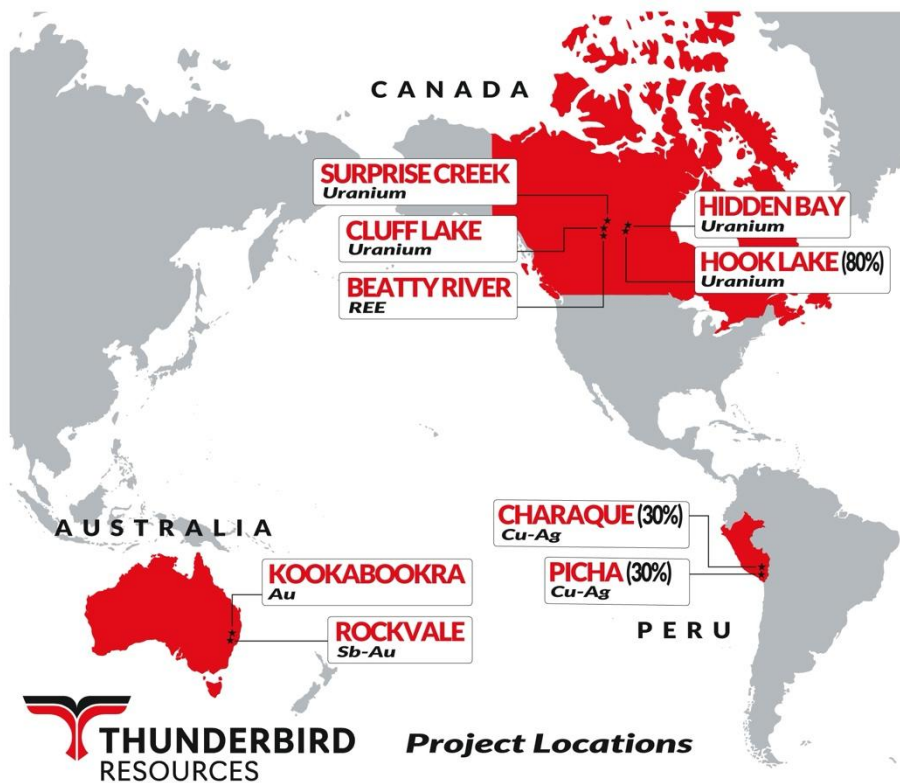 CANADA
SURPRISE CREEK
Uranium
CLUFF LAKE
Uranium
BEATTY RIVER
REE
HIDDEN BAY
Uranium
HOOK LAKE (80%)
Uranium
AUSTRALIA
KOOKABOOKRA
Au
ROCKVALE
Sb-Au
CHARAQUE (30%)
Cu-Ag
PICHA (30%)
Cu-Ag
PERU
THUNDERBIRD
RESOURCES
Project Locations